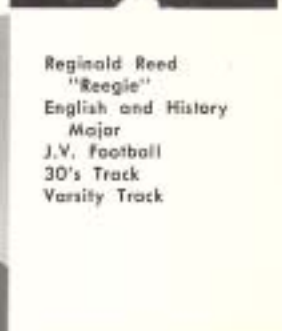 Reginald Reed
"Reegie"
English and History
Major
J.V. Football
30's Track
Varsity Track